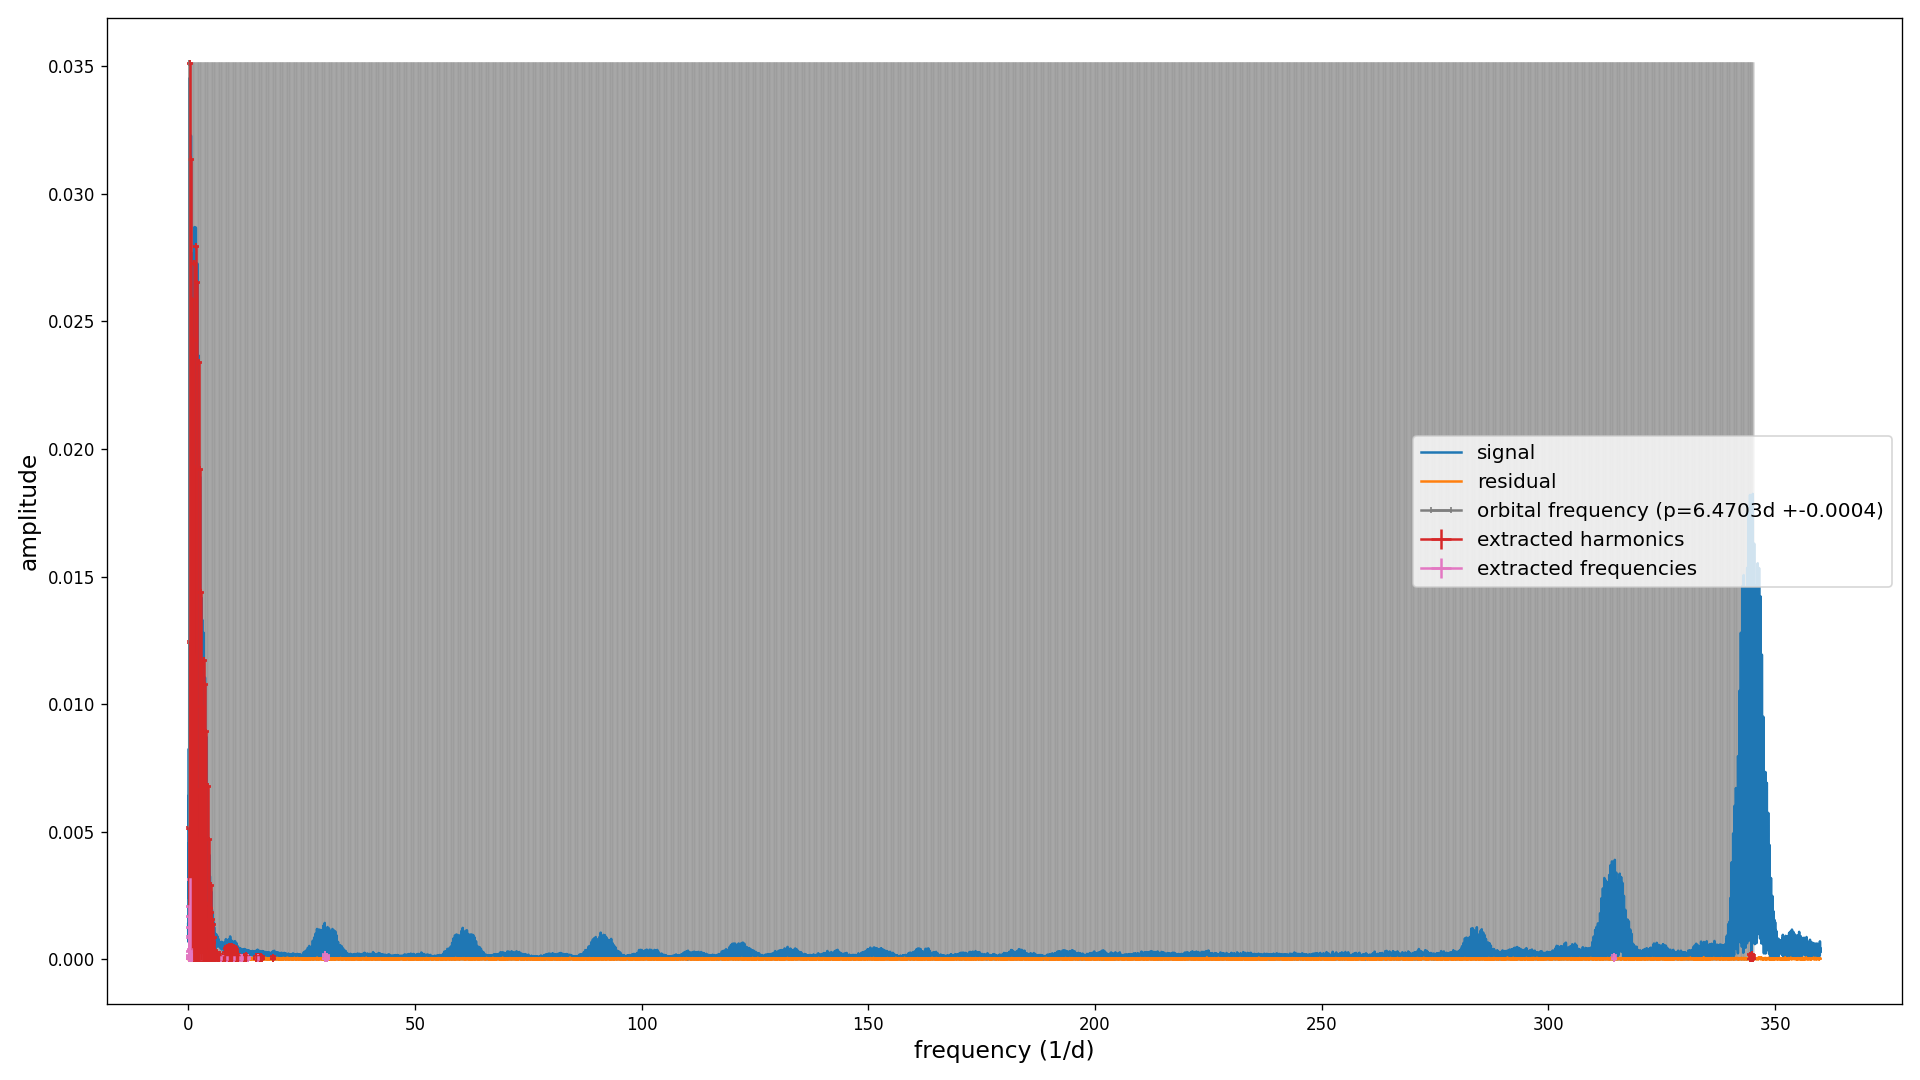 0.035
0.030
0.025
0.020
0.015
0.010
0.005
0.000
amplitude
signal
residual
orbital frequency (p=6.4703d +-0.0004)
extracted harmonics
extracted frequencies
0 50 100 150 200 250 300 350
frequency (1/d)